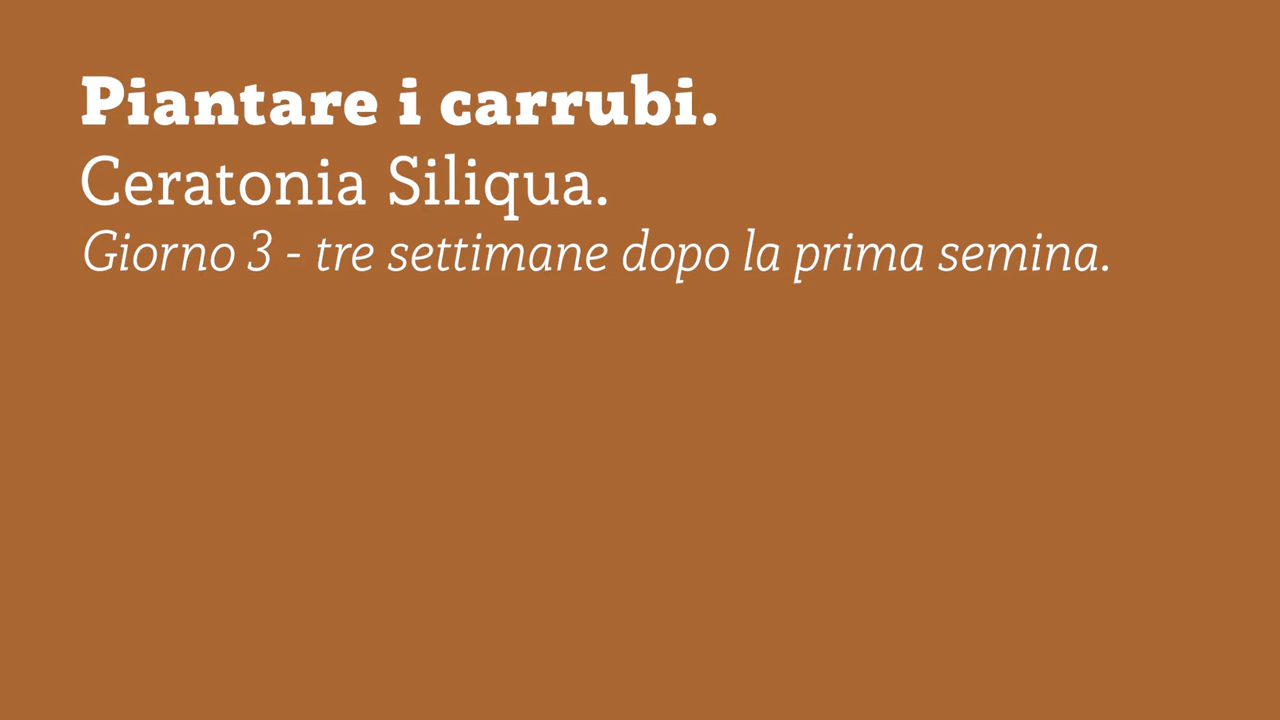 Piantare i carrubi.
Ceratonia Siliqua.
Giorno 3 - tre settimane dopo la prima semina.